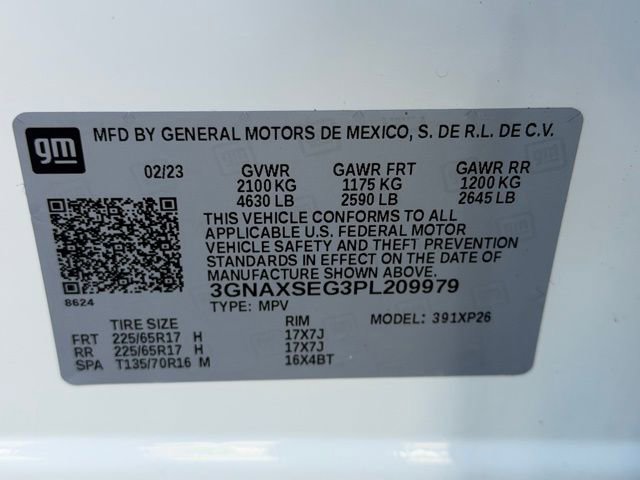 gm
MFD BY GENERAL MOTORS DE MEXICO, S. DE R.L. DE C.V.
02/23 GVWR GAWR FRT GAWR RR
2100 KG 1175 KG 1200 KG
4630 LB 2590 LB 2645 LB
THIS VEHICLE CONFORMS TO ALL
APPLICABLE U.S. FEDERAL MOTOR
VEHICLE SAFETY AND THEFT PREVENTION
STANDARDS IN EFFECT ON THE DATE OF
MANUFACTURE SHOWN ABOVE.
8624
3GNAXSEG3PL209979
TYPE: MPV
MODEL: 391XP26
TIRE SIZE RIM
FRT 225/65R17 H 17X7J
RR 225/65R17 H 17X7J
SPA T135/70R16 M 16X4BT